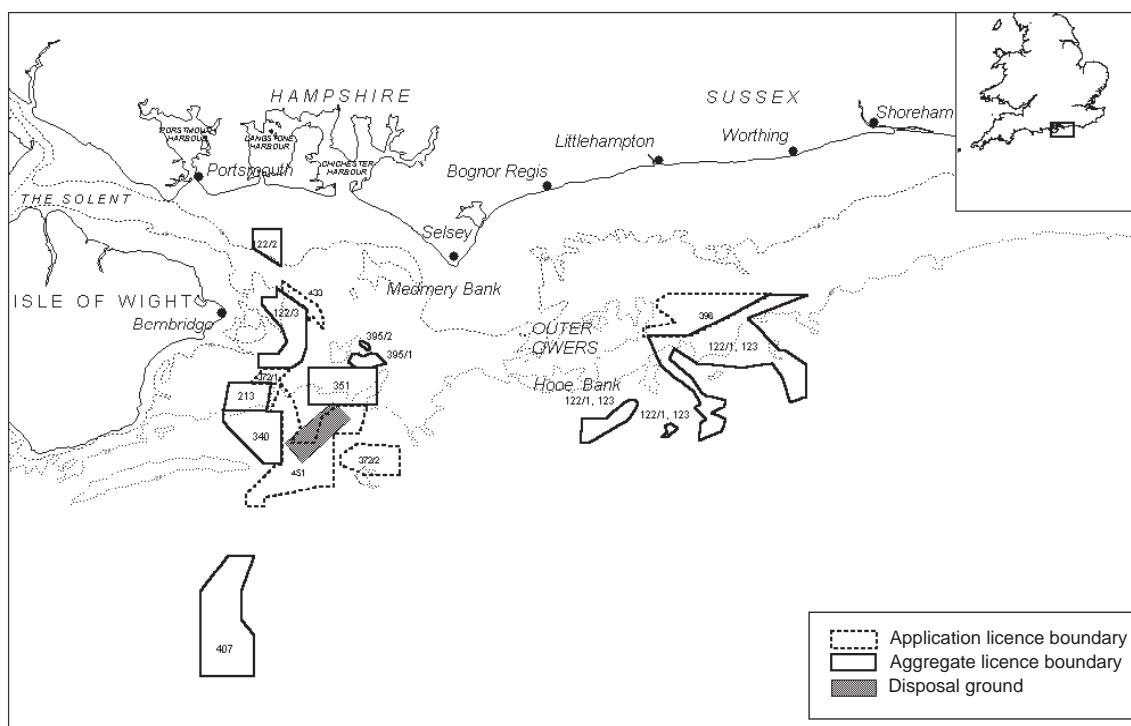 HAMPSHIRE
SUSSEX
Shoreham
PORSTMOUTH
HARBOUR
LANGSTONE
HARBOUR
CHICHESTER
HARBOUR
Littlehampton
Worthing
Portsmouth
Bognor Regis
THE SOLENT
Selsey
122/2
Medmery Bank
ISLE OF WIGHT
Bembridge
122/3
395/2
395/1
OUTER
OWERS
396
122/1, 123
372/1
351
213
Hooe Bank
122/1, 123
122/1, 123
340
372/2
451
407
Application licence boundary
Aggregate licence boundary
Disposal ground